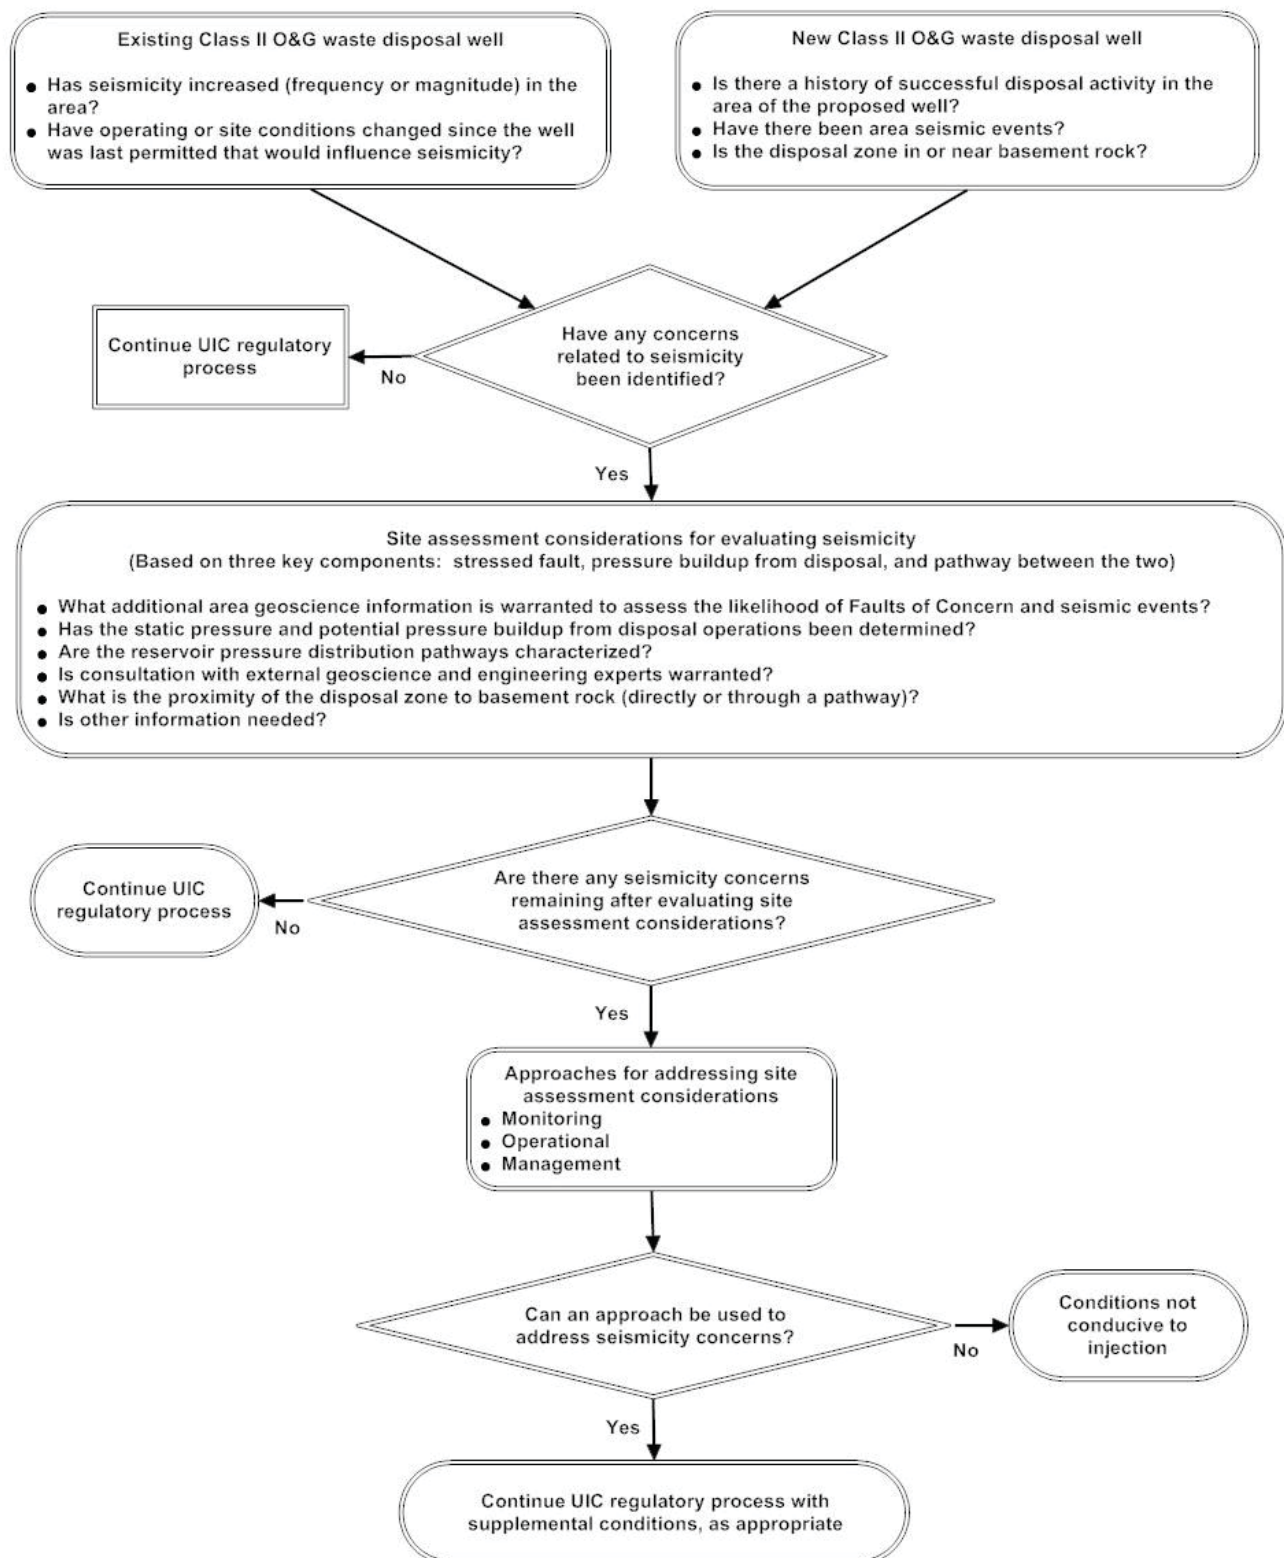 Existing Class II O&G waste disposal well
● Has seismicity increased (frequency or magnitude) in the
area?
● Have operating or site conditions changed since the well
was last permitted that would influence seismicity?
New Class II O&G waste disposal well
● Is there a history of successful disposal activity in the
area of the proposed well?
● Have there been area seismic events?
● Is the disposal zone in or near basement rock?
Have any concerns
related to seismicity
been identified?
No
Continue UIC regulatory
process
Yes
Site assessment considerations for evaluating seismicity
(Based on three key components: stressed fault, pressure buildup from disposal, and pathway between the two)
● What additional area geoscience information is warranted to assess the likelihood of Faults of Concern and seismic events?
● Has the static pressure and potential pressure buildup from disposal operations been determined?
● Are the reservoir pressure distribution pathways characterized?
● Is consultation with external geoscience and engineering experts warranted?
● What is the proximity of the disposal zone to basement rock (directly or through a pathway)?
● Is other information needed?
Are there any seismicity concerns
remaining after evaluating site
assessment considerations?
No
Continue UIC
regulatory process
Yes
Approaches for addressing site
assessment considerations
● Monitoring
● Operational
● Management
Can an approach be used to
address seismicity concerns?
No
Conditions not
conducive to
injection
Yes
Continue UIC regulatory process with
supplemental conditions, as appropriate